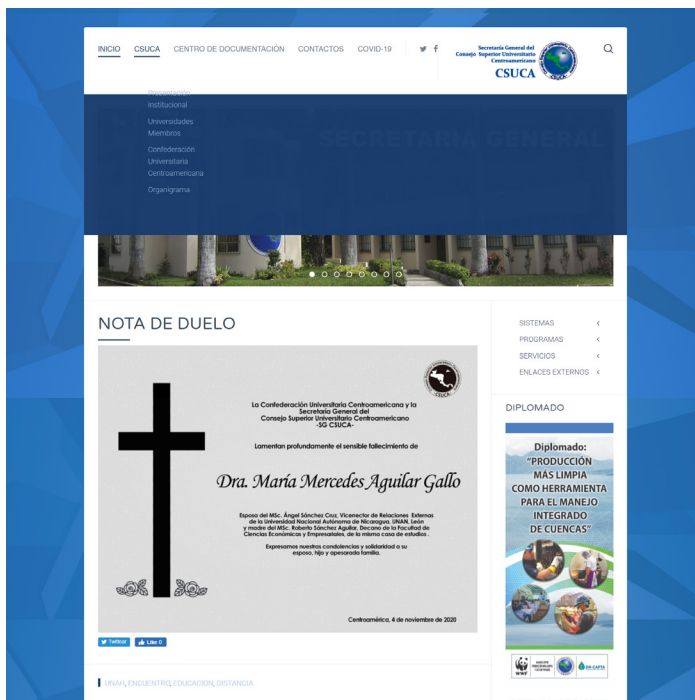 INICIO CSUCA CENTRO DE DOCUMENTACIÓN CONTACTOS COVID-19
Secretaría General del
Consejo Superior Universitario
Centroamericano
CSUCA
Presentación
Institucional
Universidades
Miembros
Confederación
Universitaria
Centroamericana
Organigrama
SECRETARIA GENERAL
NOTA DE DUELO
CSUCA
La Confederación Universitaria Centroamericana y la
Secretaría General del
Consejo Superior Universitario Centroamericano
-SG CSUCA-
Lamentan profundamente el sensible fallecimiento de
Dra. María Mercedes Aguilar Gallo
Esposa del MSc. Ángel Sánchez Cruz, Vicerrector de Relaciones Externas
de la Universidad Nacional Autónoma de Nicaragua, UNAN, León
y madre del MSc. Roberto Sánchez Aguilar, Decano de la Facultad de
Ciencias Económicas y Empresariales, de la misma casa de estudios .
Expresamos nuestras condolencias y solidaridad a su
esposo, hijo y apesarada familia.
Centroamérica, 4 de noviembre de 2020
Twittear Like 0
UNAH, ENCUENTRO, EDUCACION, DISTANCIA
SISTEMAS
PROGRAMAS
SERVICIOS
ENLACES EXTERNOS
DIPLOMADO
Diplomado:
"PRODUCCIÓN
MÁS LIMPIA
COMO HERRAMIENTA
PARA EL MANEJO
INTEGRADO
DE CUENCAS"
WWF